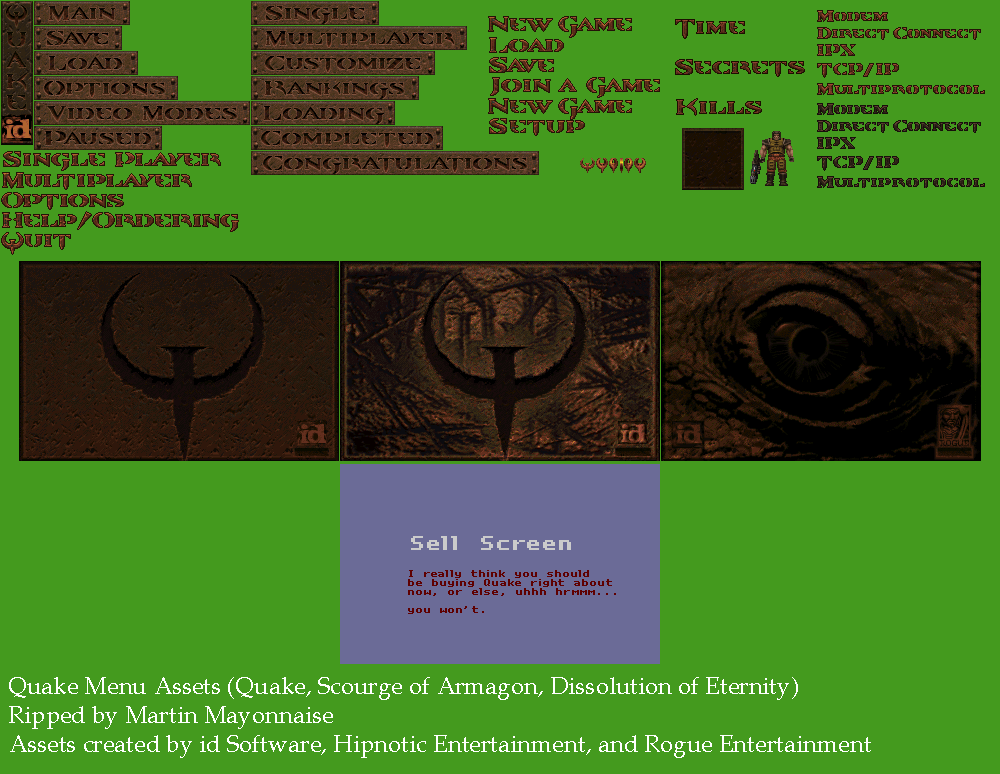 QUAKE
id
MAIN
SAVE
LOAD
OPTIONS
VIDEO MODES
PAUSED
SINGLE PLAYER
MULTIPLAYER
OPTIONS
HELP/ORDERING
QUIT
SINGLE
MULTIPLAYER
CUSTOMIZE
RANKINGS
LOADING
COMPLETED
CONGRATULATIONS
NEW GAME
LOAD
SAVE
JOIN A GAME
NEW GAME
SETUP
TIME
SECRETS
KILLS
MODEM
DIRECT CONNECT
IPX
TCP/IP
MULTIPROTOCOL
MODEM
DIRECT CONNECT
IPX
TCP/IP
MULTIPROTOCOL
id
id
id
ROGUE
Sell Screen
I really think you should
be buying Quake right about
now, or else, uhhh hrmmm...
you won't.
Quake Menu Assets (Quake, Scourge of Armagon, Dissolution of Eternity)
Ripped by Martin Mayonnaise
Assets created by id Software, Hipnotic Entertainment, and Rogue Entertainment